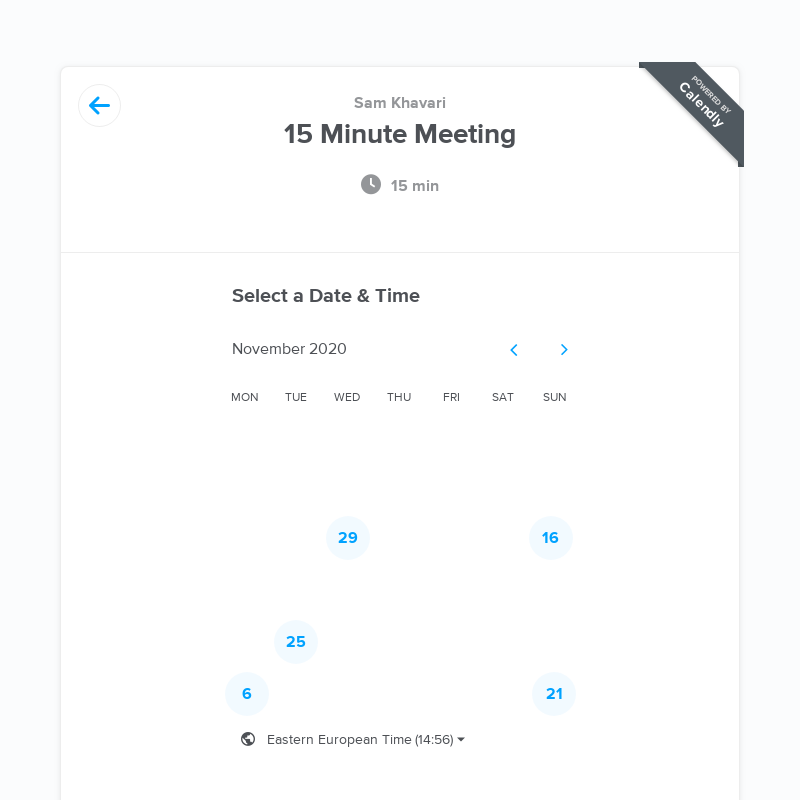 POWERED BY
Calendly
Sam Khavari
15 Minute Meeting
15 min
Select a Date & Time
November 2020
MON TUE WED THU FRI SAT SUN
29 16
25
6 21
Eastern European Time (14:56)